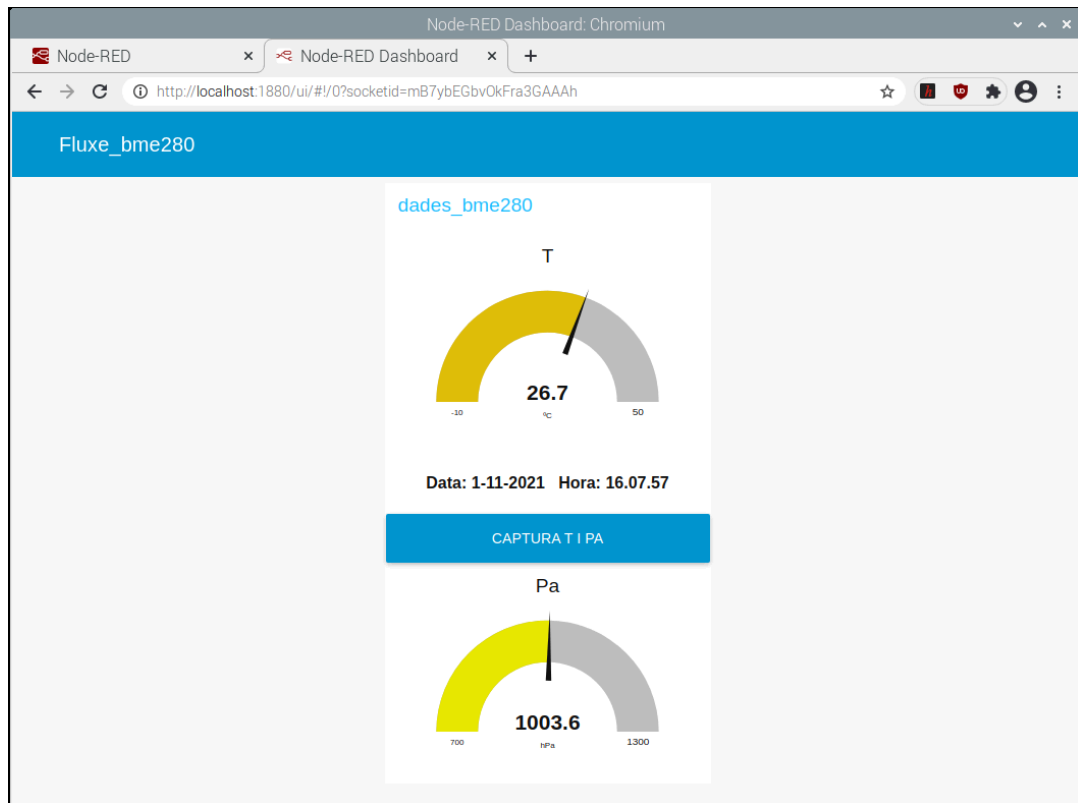 Node-RED Dashboard: Chromium
Node-RED
Node-RED Dashboard
http://localhost:1880/ui/#!/0?socketid=mB7ybEGbvOkFra3GAAAh
Fluxe_bme280
dades_bme280
T
26.7
ºC
-10
50
Data: 1-11-2021 Hora: 16.07.57
CAPTURA T I PA
Pa
1003.6
hPa
700
1300